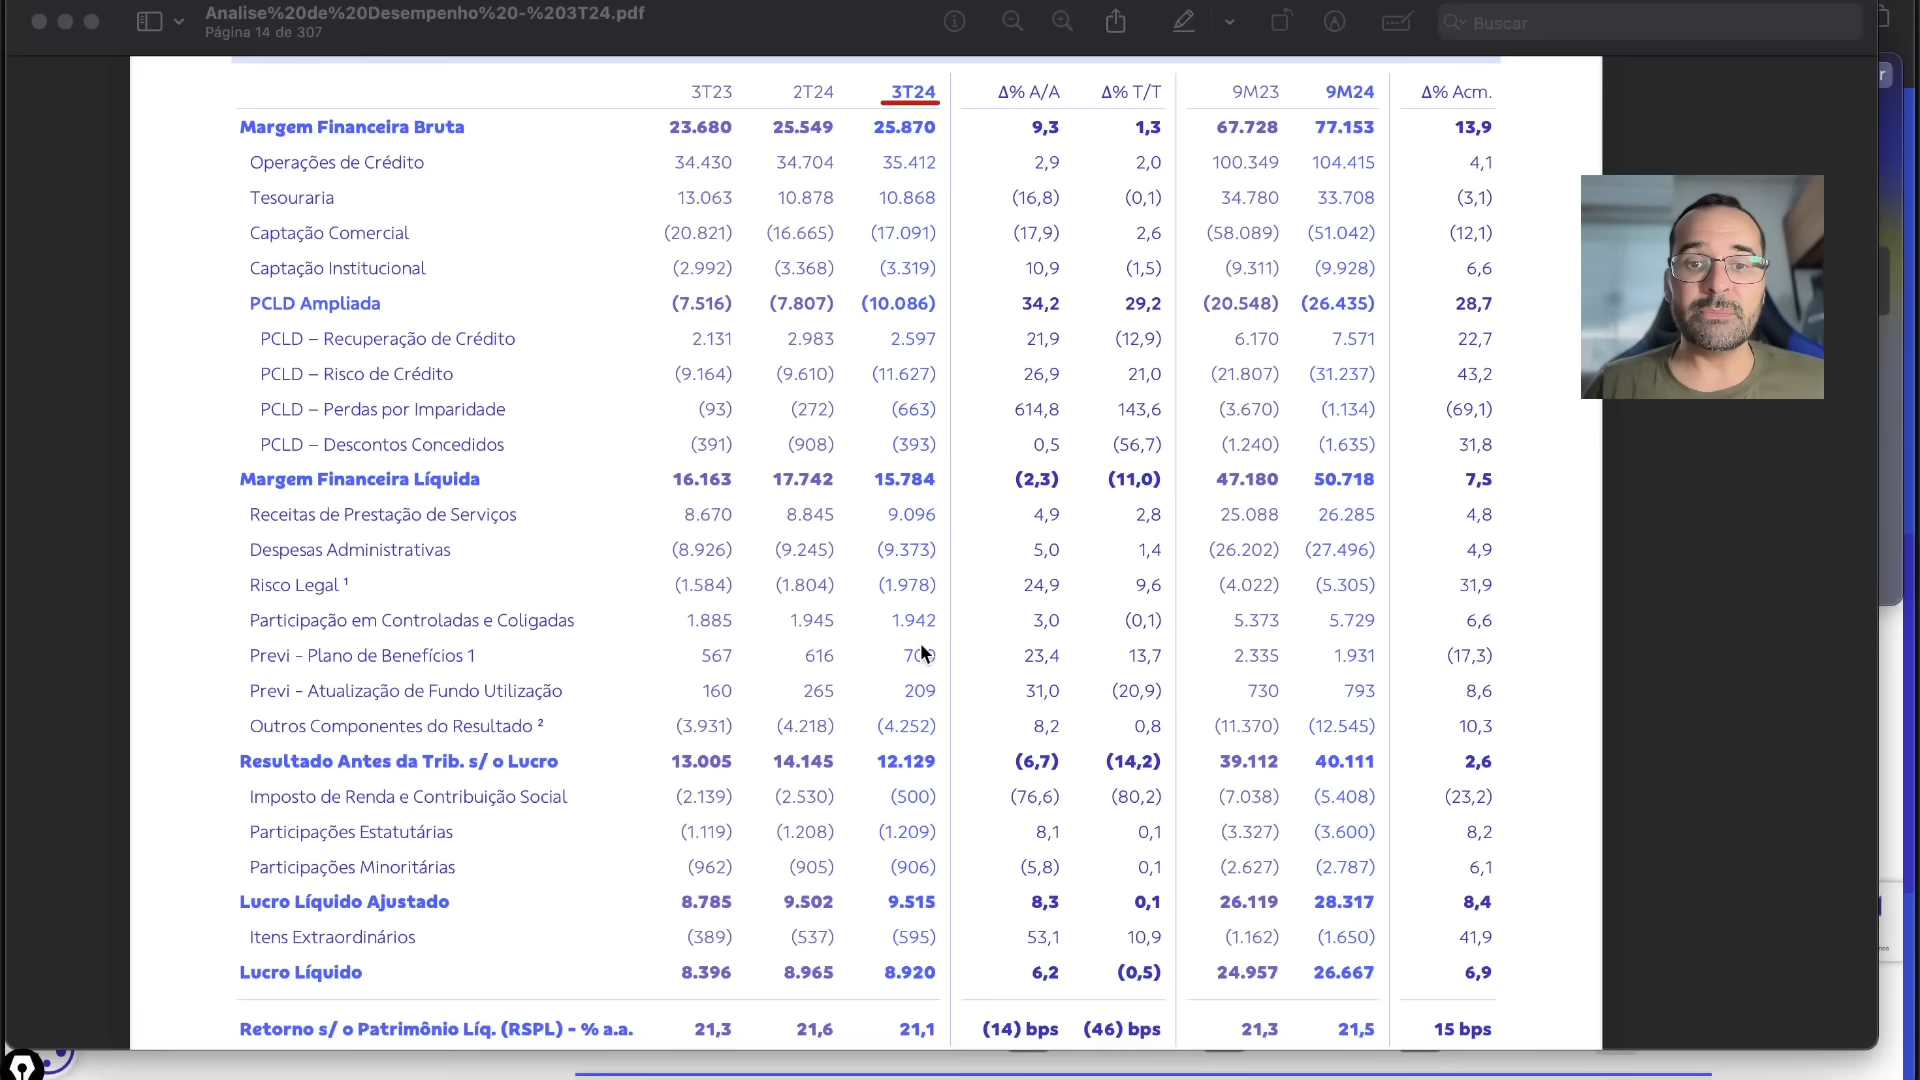 Analise%20de%20Desempenho%20-%203T24.pdf
Página 14 de 307
Buscar
3T23 2T24 3T24 Δ% A/A Δ% T/T 9M23 9M24 Δ% Acm.
Margem Financeira Bruta 23.680 25.549 25.870 9,3 1,3 67.728 77.153 13,9
Operações de Crédito 34.430 34.704 35.412 2,9 2,0 100.349 104.415 4,1
Tesouraria 13.063 10.878 10.868 (16,8) (0,1) 34.780 33.708 (3,1)
Captação Comercial (20.821) (16.665) (17.091) (17,9) 2,6 (58.089) (51.042) (12,1)
Captação Institucional (2.992) (3.368) (3.319) 10,9 (1,5) (9.311) (9.928) 6,6
PCLD Ampliada (7.516) (7.807) (10.086) 34,2 29,2 (20.548) (26.435) 28,7
PCLD – Recuperação de Crédito 2.131 2.983 2.597 21,9 (12,9) 6.170 7.571 22,7
PCLD – Risco de Crédito (9.164) (9.610) (11.627) 26,9 21,0 (21.807) (31.237) 43,2
PCLD – Perdas por Imparidade (93) (272) (663) 614,8 143,6 (3.670) (1.134) (69,1)
PCLD – Descontos Concedidos (391) (908) (393) 0,5 (56,7) (1.240) (1.635) 31,8
Margem Financeira Líquida 16.163 17.742 15.784 (2,3) (11,0) 47.180 50.718 7,5
Receitas de Prestação de Serviços 8.670 8.845 9.096 4,9 2,8 25.088 26.285 4,8
Despesas Administrativas (8.926) (9.245) (9.373) 5,0 1,4 (26.202) (27.496) 4,9
Risco Legal ¹ (1.584) (1.804) (1.978) 24,9 9,6 (4.022) (5.305) 31,9
Participação em Controladas e Coligadas 1.885 1.945 1.942 3,0 (0,1) 5.373 5.729 6,6
Previ - Plano de Benefícios 1 567 616 23,4 13,7 2.335 1.931 (17,3)
Previ - Atualização de Fundo Utilização 160 265 209 31,0 (20,9) 730 793 8,6
Outros Componentes do Resultado ² (3.931) (4.218) (4.252) 8,2 0,8 (11.370) (12.545) 10,3
Resultado Antes da Trib. s/ o Lucro 13.005 14.145 12.129 (6,7) (14,2) 39.112 40.111 2,6
Imposto de Renda e Contribuição Social (2.139) (2.530) (500) (76,6) (80,2) (7.038) (5.408) (23,2)
Participações Estatutárias (1.119) (1.208) (1.209) 8,1 0,1 (3.327) (3.600) 8,2
Participações Minoritárias (962) (905) (906) (5,8) 0,1 (2.627) (2.787) 6,1
Lucro Líquido Ajustado 8.785 9.502 9.515 8,3 0,1 26.119 28.317 8,4
Itens Extraordinários (389) (537) (595) 53,1 10,9 (1.162) (1.650) 41,9
Lucro Líquido 8.396 8.965 8.920 6,2 (0,5) 24.957 26.667 6,9
Retorno s/ o Patrimônio Líq. (RSPL) - % a.a. 21,3 21,6 21,1 (14) bps (46) bps 21,3 21,5 15 bps